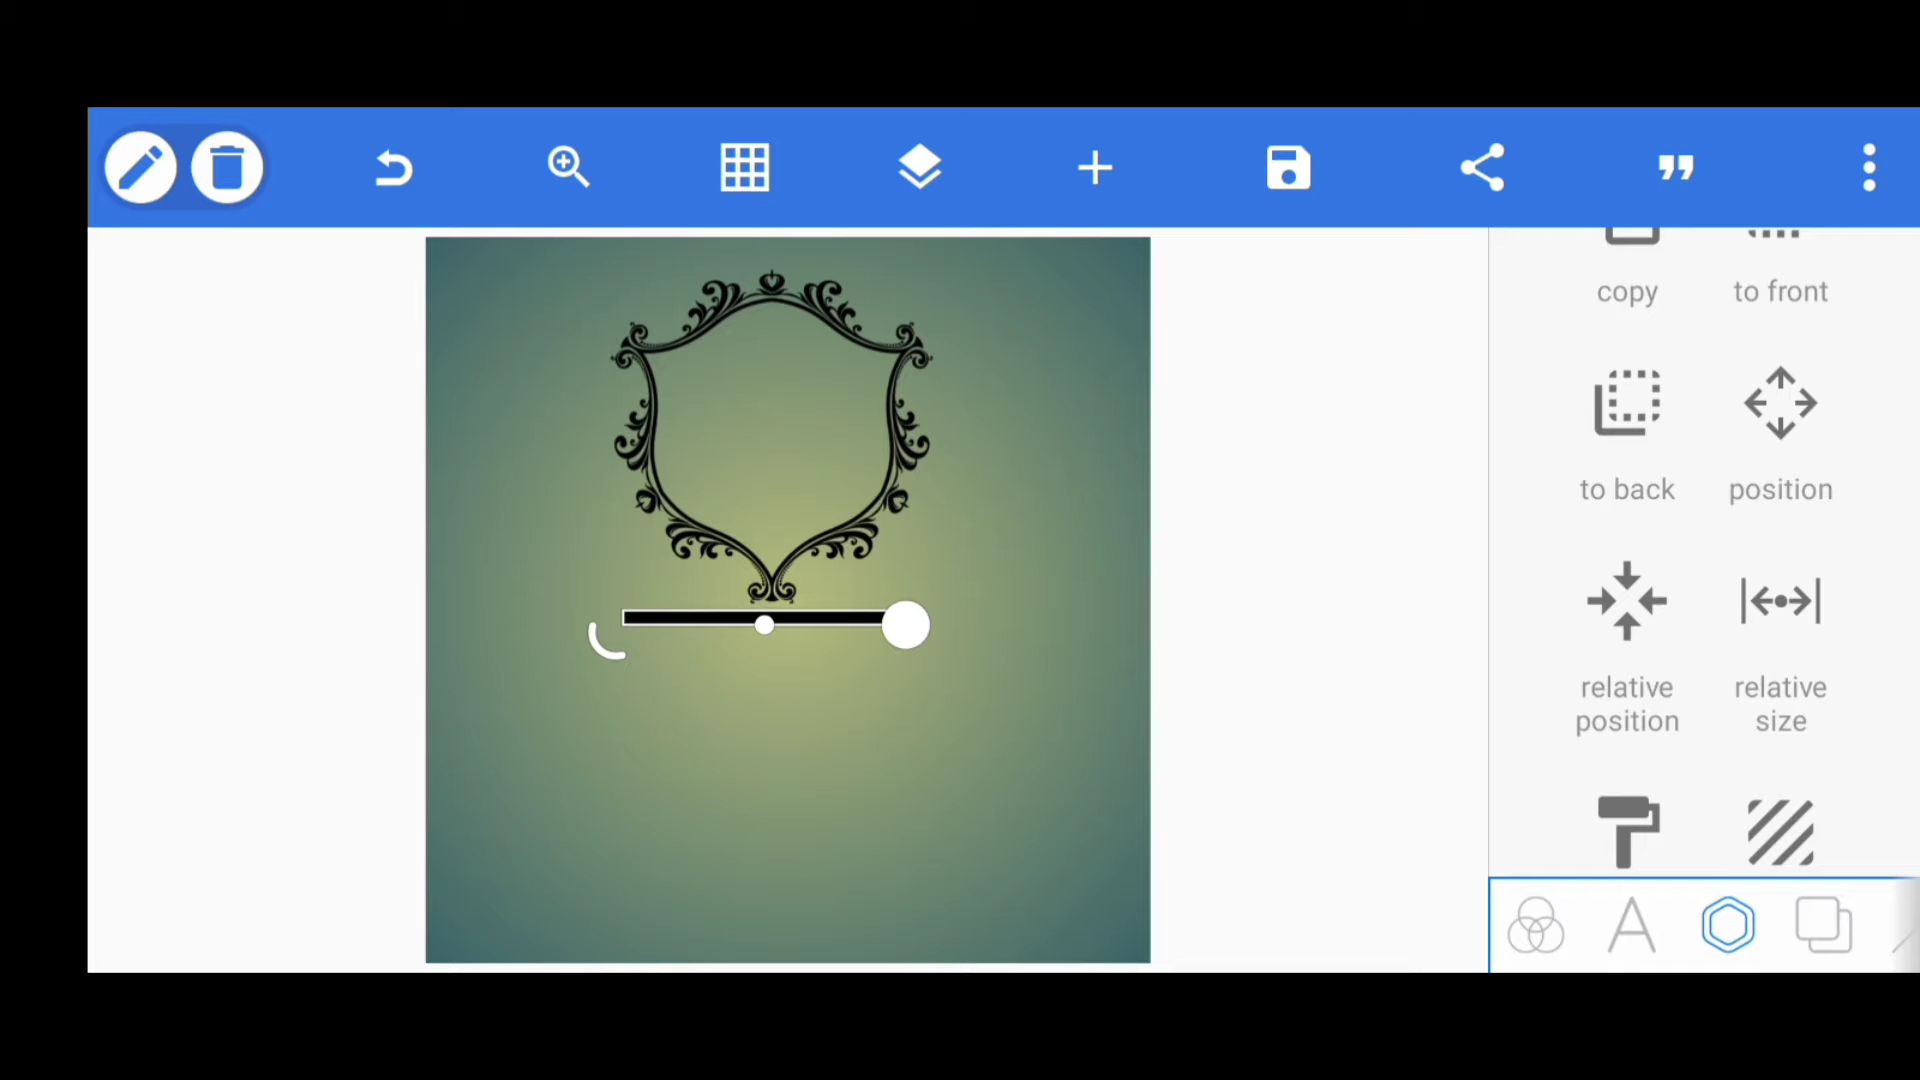 copy
to front
to back
position
relative
position
relative
size